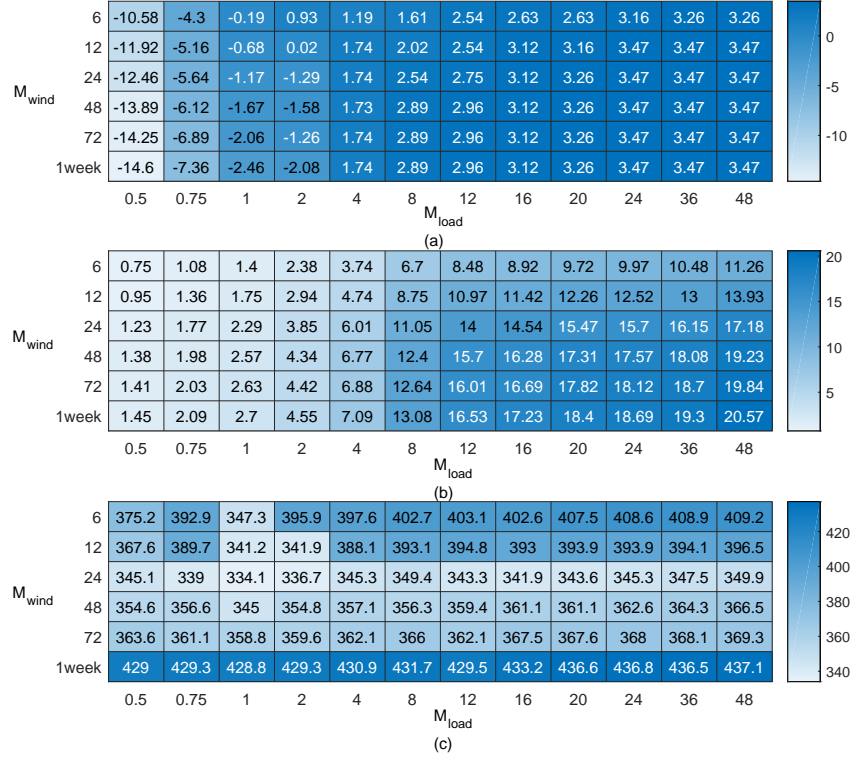 6 -10.58 -4.3 -0.19 0.93 1.19 1.61 2.54 2.63 2.63 3.16 3.26 3.26
12 -11.92 -5.16 -0.68 0.02 1.74 2.02 2.54 3.12 3.16 3.47 3.47 3.47
24 -12.46 -5.64 -1.17 -1.29 1.74 2.54 2.75 3.12 3.26 3.47 3.47 3.47
M_wind
48 -13.89 -6.12 -1.67 -1.58 1.73 2.89 2.96 3.12 3.26 3.47 3.47 3.47
72 -14.25 -6.89 -2.06 -1.26 1.74 2.89 2.96 3.12 3.26 3.47 3.47 3.47
1week -14.6 -7.36 -2.46 -2.08 1.74 2.89 2.96 3.12 3.26 3.47 3.47 3.47
0.5 0.75 1 2 4 8 12 16 20 24 36 48
M_load
(a)
0
-5
-10
6 0.75 1.08 1.4 2.38 3.74 6.7 8.48 8.92 9.72 9.97 10.48 11.26
12 0.95 1.36 1.75 2.94 4.74 8.75 10.97 11.42 12.26 12.52 13 13.93
24 1.23 1.77 2.29 3.85 6.01 11.05 14 14.54 15.47 15.7 16.15 17.18
M_wind
48 1.38 1.98 2.57 4.34 6.77 12.4 15.7 16.28 17.31 17.57 18.08 19.23
72 1.41 2.03 2.63 4.42 6.88 12.64 16.01 16.69 17.82 18.12 18.7 19.84
1week 1.45 2.09 2.7 4.55 7.09 13.08 16.53 17.23 18.4 18.69 19.3 20.57
0.5 0.75 1 2 4 8 12 16 20 24 36 48
M_load
(b)
20
15
10
5
6 375.2 392.9 347.3 395.9 397.6 402.7 403.1 402.6 407.5 408.6 408.9 409.2
12 367.6 389.7 341.2 341.9 388.1 393.1 394.8 393 393.9 393.9 394.1 396.5
24 345.1 339 334.1 336.7 345.3 349.4 343.3 341.9 343.6 345.3 347.5 349.9
M_wind
48 354.6 356.6 345 354.8 357.1 356.3 359.4 361.1 361.1 362.6 364.3 366.5
72 363.6 361.1 358.8 359.6 362.1 366 362.1 367.5 367.6 368 368.1 369.3
1week 429 429.3 428.8 429.3 430.9 431.7 429.5 433.2 436.6 436.8 436.5 437.1
0.5 0.75 1 2 4 8 12 16 20 24 36 48
M_load
(c)
420
400
380
360
340